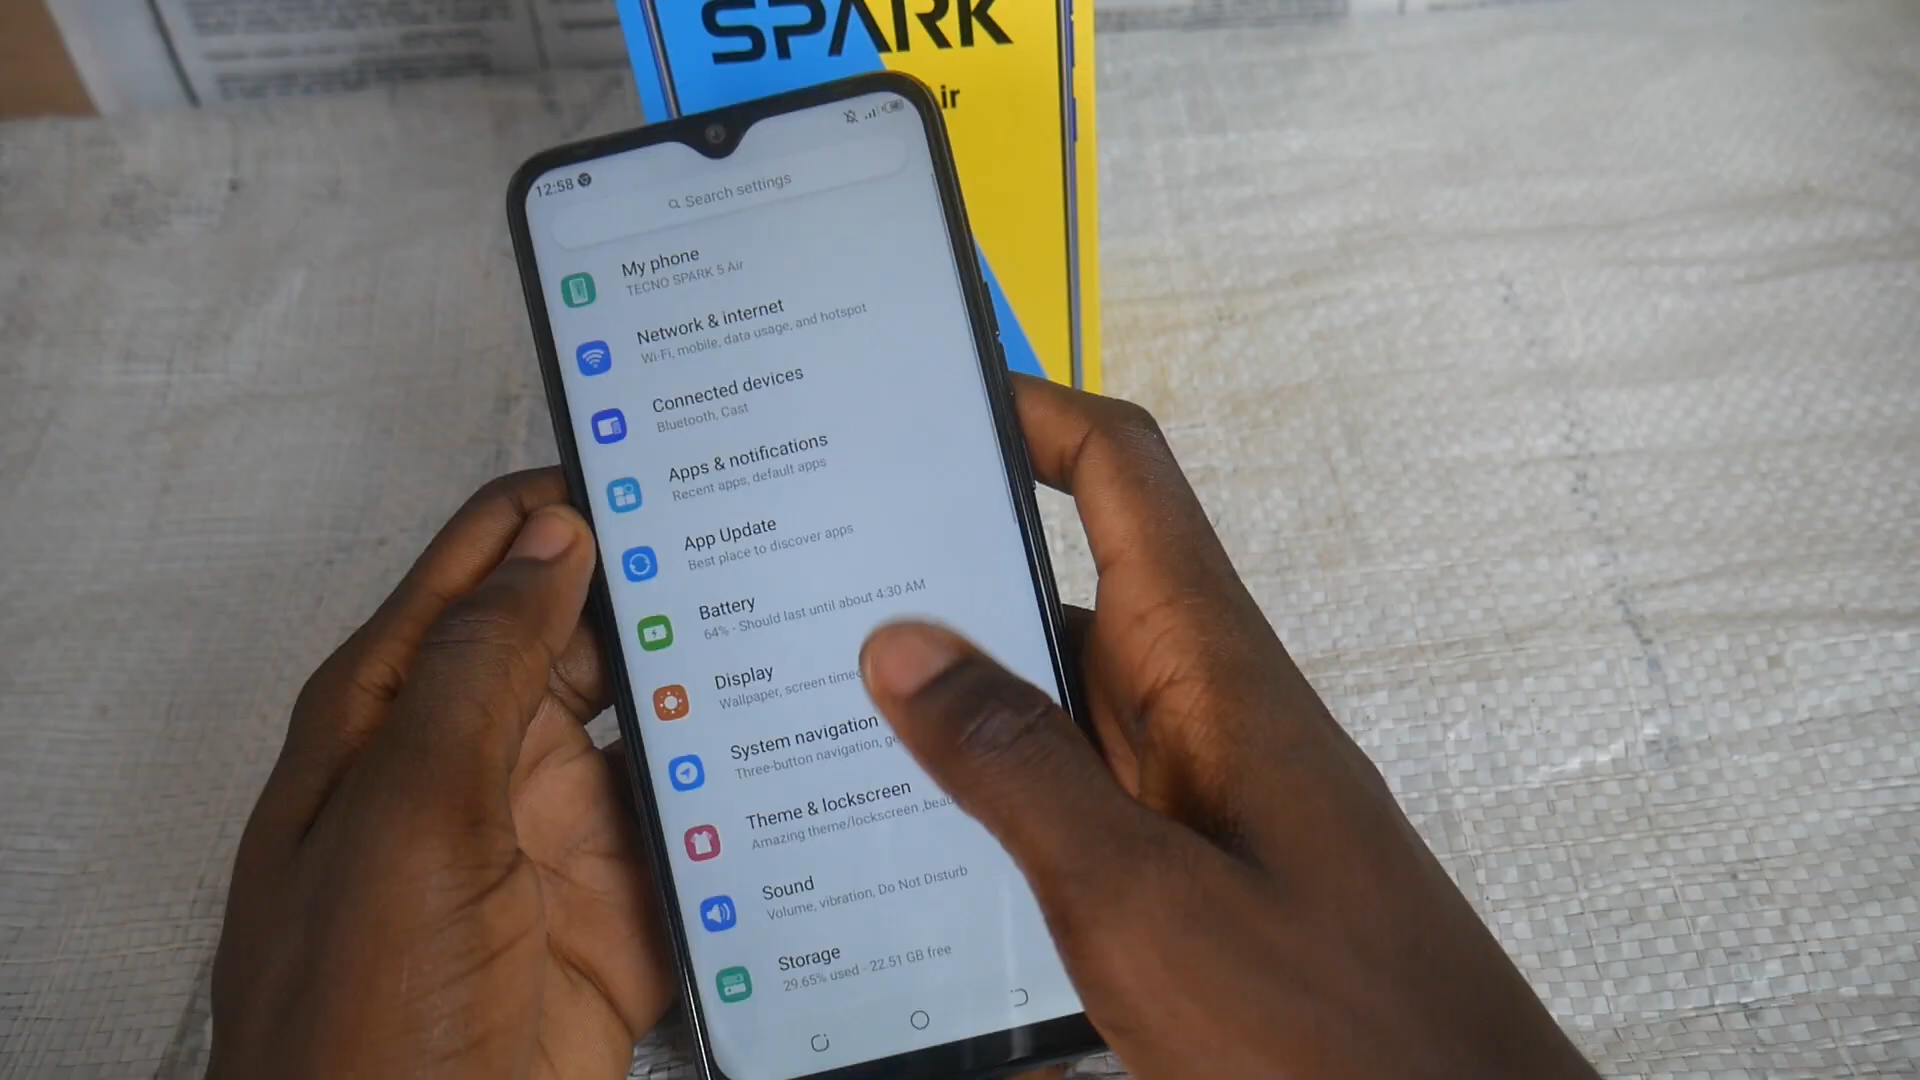 SPARK
ir
12:58
Search settings
My phone
TECNO SPARK 5 Air
Network & internet
Wi-Fi, mobile, data usage, and hotspot
Connected devices
Bluetooth, Cast
Apps & notifications
Recent apps, default apps
App Update
Best place to discover apps
Battery
64% - Should last until about 4:30 AM
Display
Wallpaper, screen
System navigation
Three-button navigation,
Theme & lockscreen
Amazing theme/lockscreen
Sound
Volume, vibration, Do Not Disturb
Storage
29.65% used - 22.51 GB free